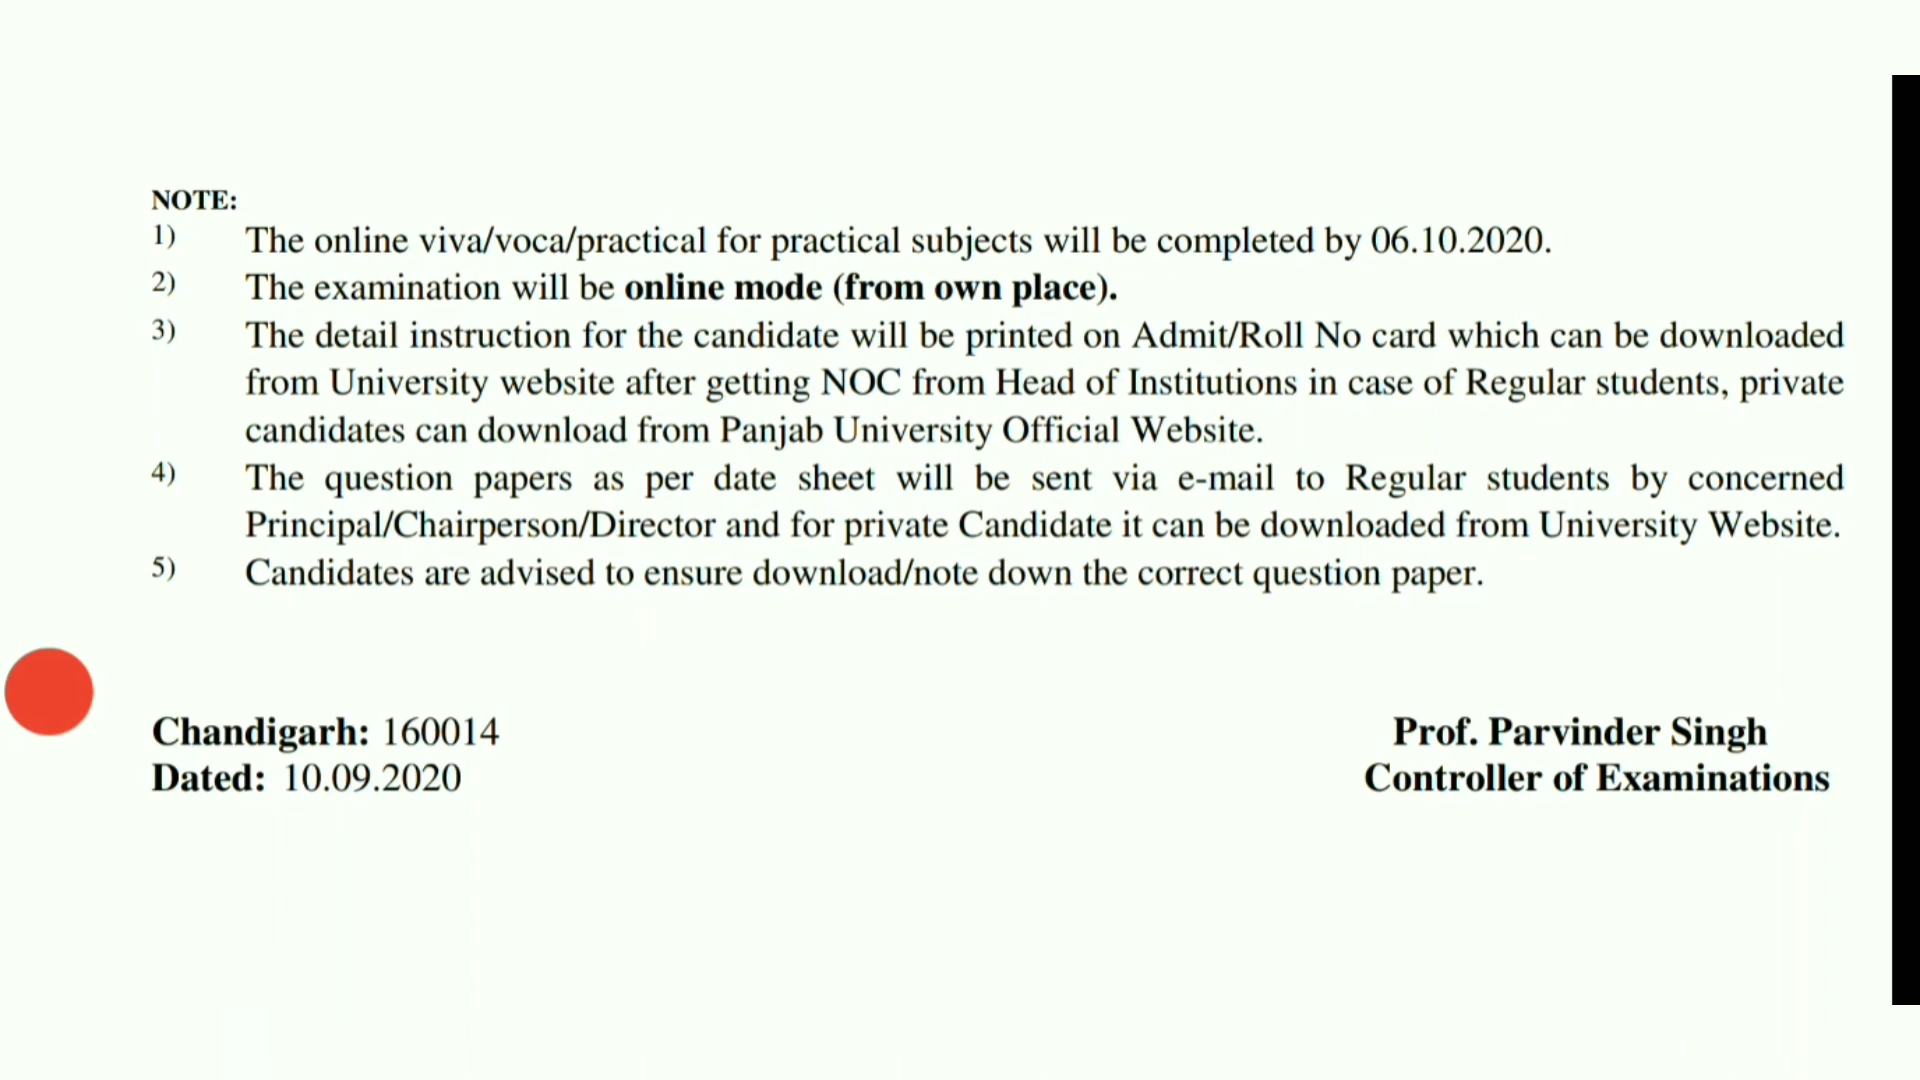 NOTE:
1) The online viva/voca/practical for practical subjects will be completed by 06.10.2020.
2) The examination will be online mode (from own place).
3) The detail instruction for the candidate will be printed on Admit/Roll No card which can be downloaded
from University website after getting NOC from Head of Institutions in case of Regular students, private
candidates can download from Panjab University Official Website.
4) The question papers as per date sheet will be sent via e-mail to Regular students by concerned
Principal/Chairperson/Director and for private Candidate it can be downloaded from University Website.
5) Candidates are advised to ensure download/note down the correct question paper.
Chandigarh: 160014 Prof. Parvinder Singh
Dated: 10.09.2020 Controller of Examinations